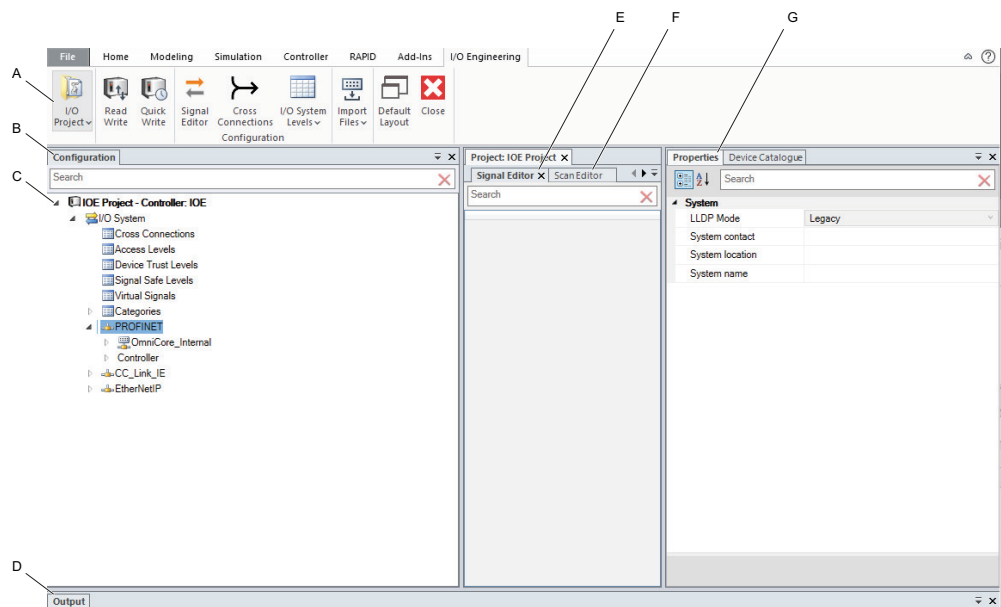 E F G
File Home Modeling Simulation Controller RAPID Add-Ins I/O Engineering
A
I/O Project Read Write Quick Write Signal Editor Cross Connections I/O System Levels Import Files Default Layout Close
Configuration
B
Configuration Project: IOE Project Properties Device Catalogue
Signal Editor Scan Editor
C
Search Search Search
IOE Project - Controller: IOE
I/O System
Cross Connections
Access Levels
Device Trust Levels
Signal Safe Levels
Virtual Signals
Categories
PROFINET
OmniCore_Internal
Controller
CC_Link_IE
EtherNetIP
System
LLDP Mode Legacy
System contact
System location
System name
D
Output